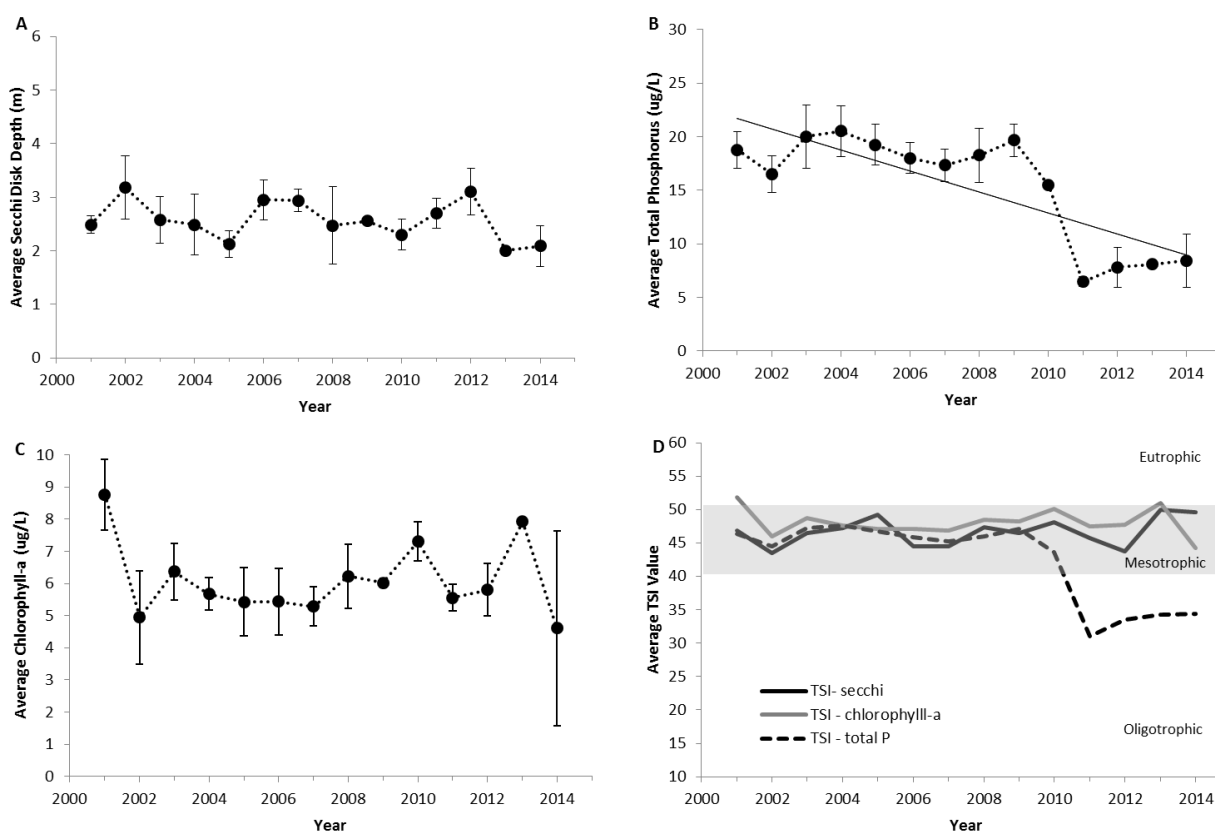 A
Average Secchi Disk Depth (m)
6
5
4
3
2
1
0
2000 2002 2004 2006 2008 2010 2012 2014
Year
B
Average Total Phosphorus (ug/L)
30
25
20
15
10
5
0
2000 2002 2004 2006 2008 2010 2012 2014
Year
C
Average Chlorophyll-a (ug/L)
10
9
8
7
6
5
4
3
2
1
0
2000 2002 2004 2006 2008 2010 2012 2014
Year
D
Average TSI Value
60
55
50
45
40
35
30
25
20
15
10
Eutrophic
Mesotrophic
Oligotrophic
TSI- secchi
TSI - chlorophylll-a
TSI - total P
2000 2002 2004 2006 2008 2010 2012 2014
Year